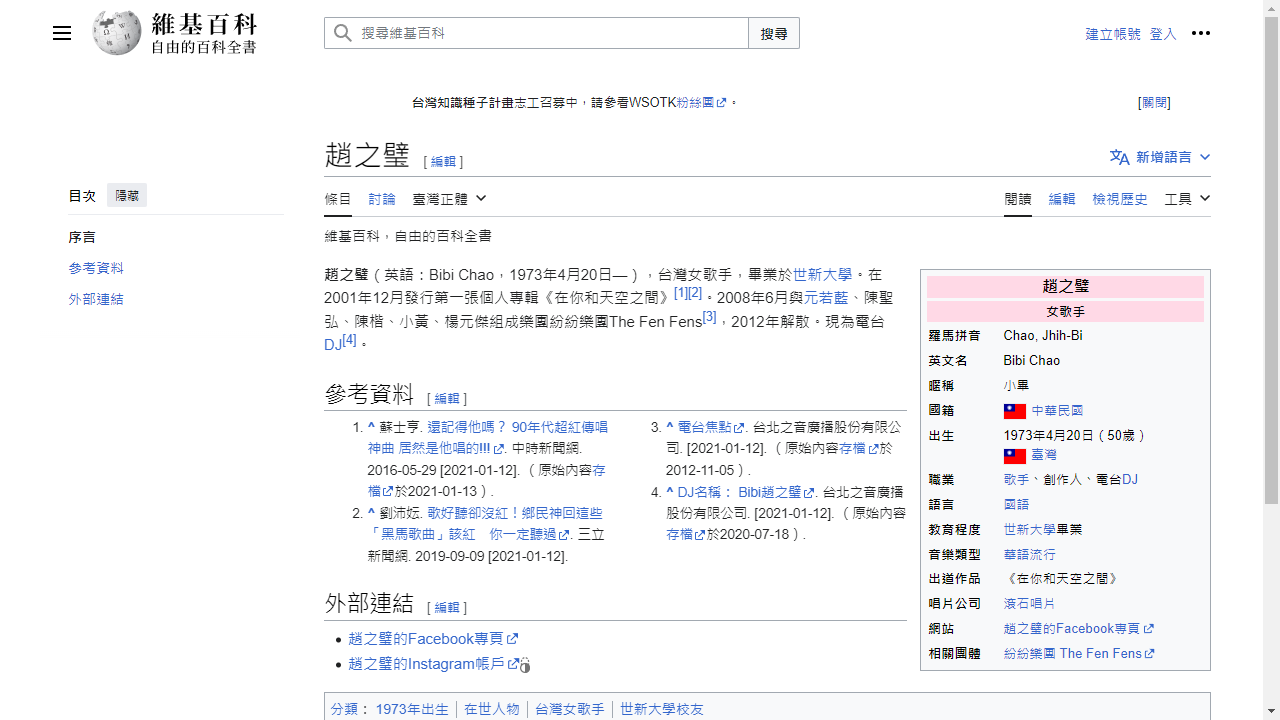 維基百科
自由的百科全書
搜尋維基百科
搜尋
建立帳號 登入
台灣知識種子計畫志工召募中，請參看WSOTK粉絲團。
[關閉]
趙之璧 [編輯]
新增語言
目次 隱藏
序言
參考資料
外部連結
條目 討論 臺灣正體
閱讀 編輯 檢視歷史 工具
維基百科，自由的百科全書
趙之璧（英語：Bibi Chao，1973年4月20日—），台灣女歌手，畢業於世新大學。在
2001年12月發行第一張個人專輯《在你和天空之間》[1][2]。2008年6月與元若藍、陳聖
弘、陳楷、小黃、楊元傑組成樂團紛紛樂團The Fen Fens[3]，2012年解散。現為電台
DJ[4]。
趙之璧
女歌手
羅馬拼音 Chao, Jhih-Bi
英文名 Bibi Chao
暱稱 小畢
國籍 中華民國
出生 1973年4月20日（50歲）
臺灣
職業 歌手、創作人、電台DJ
語言 國語
教育程度 世新大學畢業
音樂類型 華語流行
出道作品 《在你和天空之間》
唱片公司 滾石唱片
網站 趙之璧的Facebook專頁
相關團體 紛紛樂團 The Fen Fens
參考資料 [編輯]
1. ^ 蘇士亨. 還記得他嗎？ 90年代超紅傳唱
神曲 居然是他唱的!!!. 中時新聞網.
2016-05-29 [2021-01-12]. （原始內容存
檔於2021-01-13）.
2. ^ 劉沛妘. 歌好聽卻沒紅！鄉民神回這些
「黑馬歌曲」該紅　你一定聽過. 三立
新聞網. 2019-09-09 [2021-01-12].
3. ^ 電台焦點. 台北之音廣播股份有限公
司. [2021-01-12]. （原始內容存檔於
2012-11-05）.
4. ^ DJ名稱： Bibi趙之璧. 台北之音廣播
股份有限公司. [2021-01-12]. （原始內容
存檔於2020-07-18）.
外部連結 [編輯]
趙之璧的Facebook專頁
趙之璧的Instagram帳戶
分類： 1973年出生 | 在世人物 | 台灣女歌手 | 世新大學校友